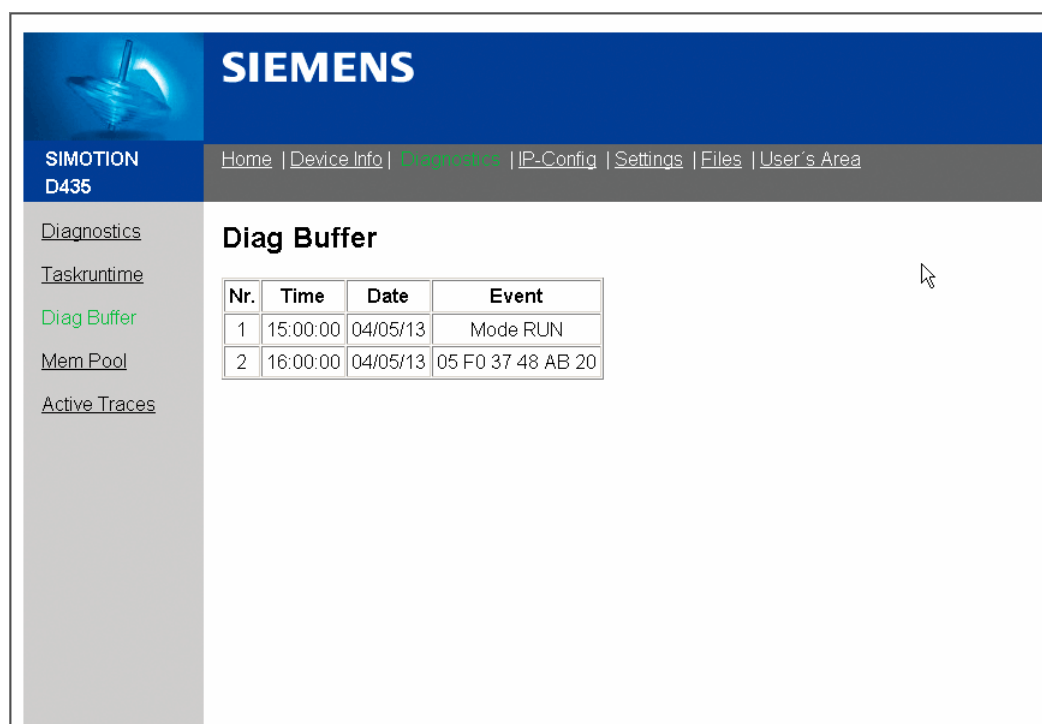 SIEMENS
SIMOTION
D435
Home | Device Info | Diagnostics | IP-Config | Settings | Files | User´s Area
Diagnostics
Taskruntime
Diag Buffer
Mem Pool
Active Traces
Diag Buffer
Nr. Time Date Event
1 15:00:00 04/05/13 Mode RUN
2 16:00:00 04/05/13 05 F0 37 48 AB 20